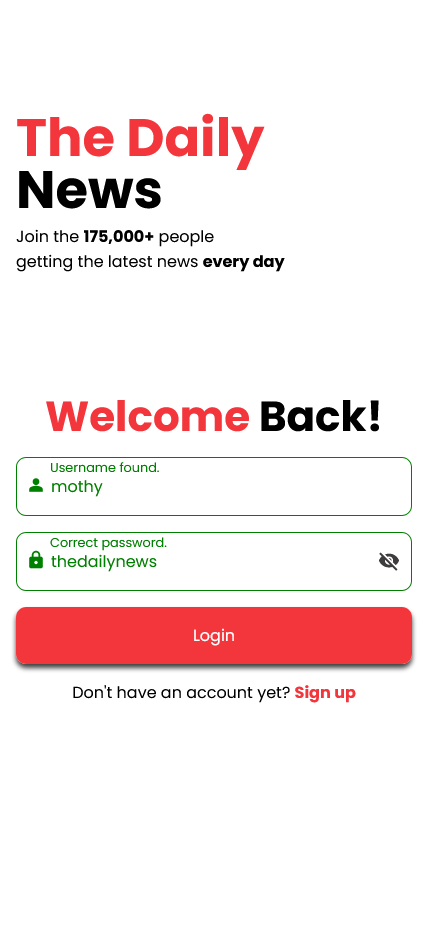 The Daily
News
Join the 175,000+ people
getting the latest news every day
Welcome Back!
Username found.
mothy
Correct password.
thedailynews
Login
Don't have an account yet? Sign up